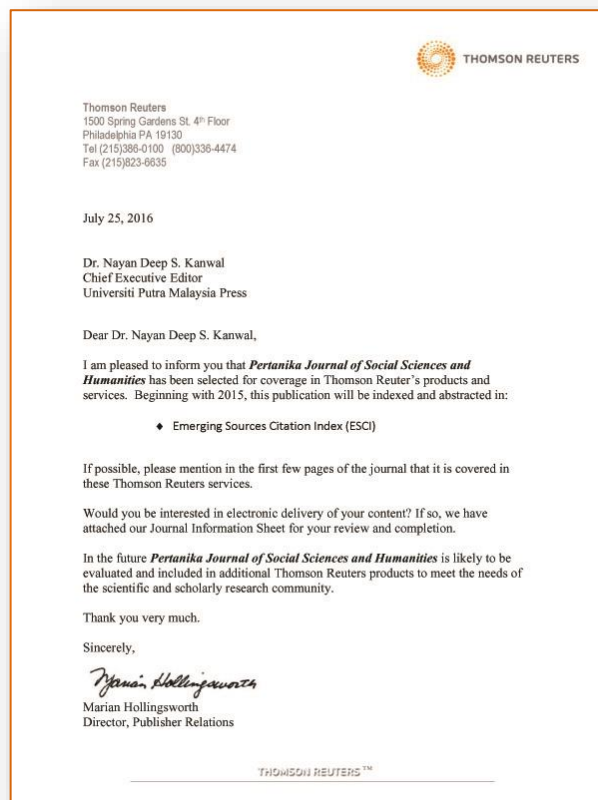 THOMSON REUTERS
Thomson Reuters
1500 Spring Gardens St. 4th Floor
Philadelphia PA 19130
Tel (215)386-0100 (800)336-4474
Fax (215)823-6635
July 25, 2016
Dr. Nayan Deep S. Kanwal
Chief Executive Editor
Universiti Putra Malaysia Press
Dear Dr. Nayan Deep S. Kanwal,
I am pleased to inform you that Pertanika Journal of Social Sciences and
Humanities has been selected for coverage in Thomson Reuter's products and
services. Beginning with 2015, this publication will be indexed and abstracted in:
♦ Emerging Sources Citation Index (ESCI)
If possible, please mention in the first few pages of the journal that it is covered in
these Thomson Reuters services.
Would you be interested in electronic delivery of your content? If so, we have
attached our Journal Information Sheet for your review and completion.
In the future Pertanika Journal of Social Sciences and Humanities is likely to be
evaluated and included in additional Thomson Reuters products to meet the needs of
the scientific and scholarly research community.
Thank you very much.
Sincerely,
Marian Hollingsworth
Marian Hollingsworth
Director, Publisher Relations
THOMSON REUTERS™